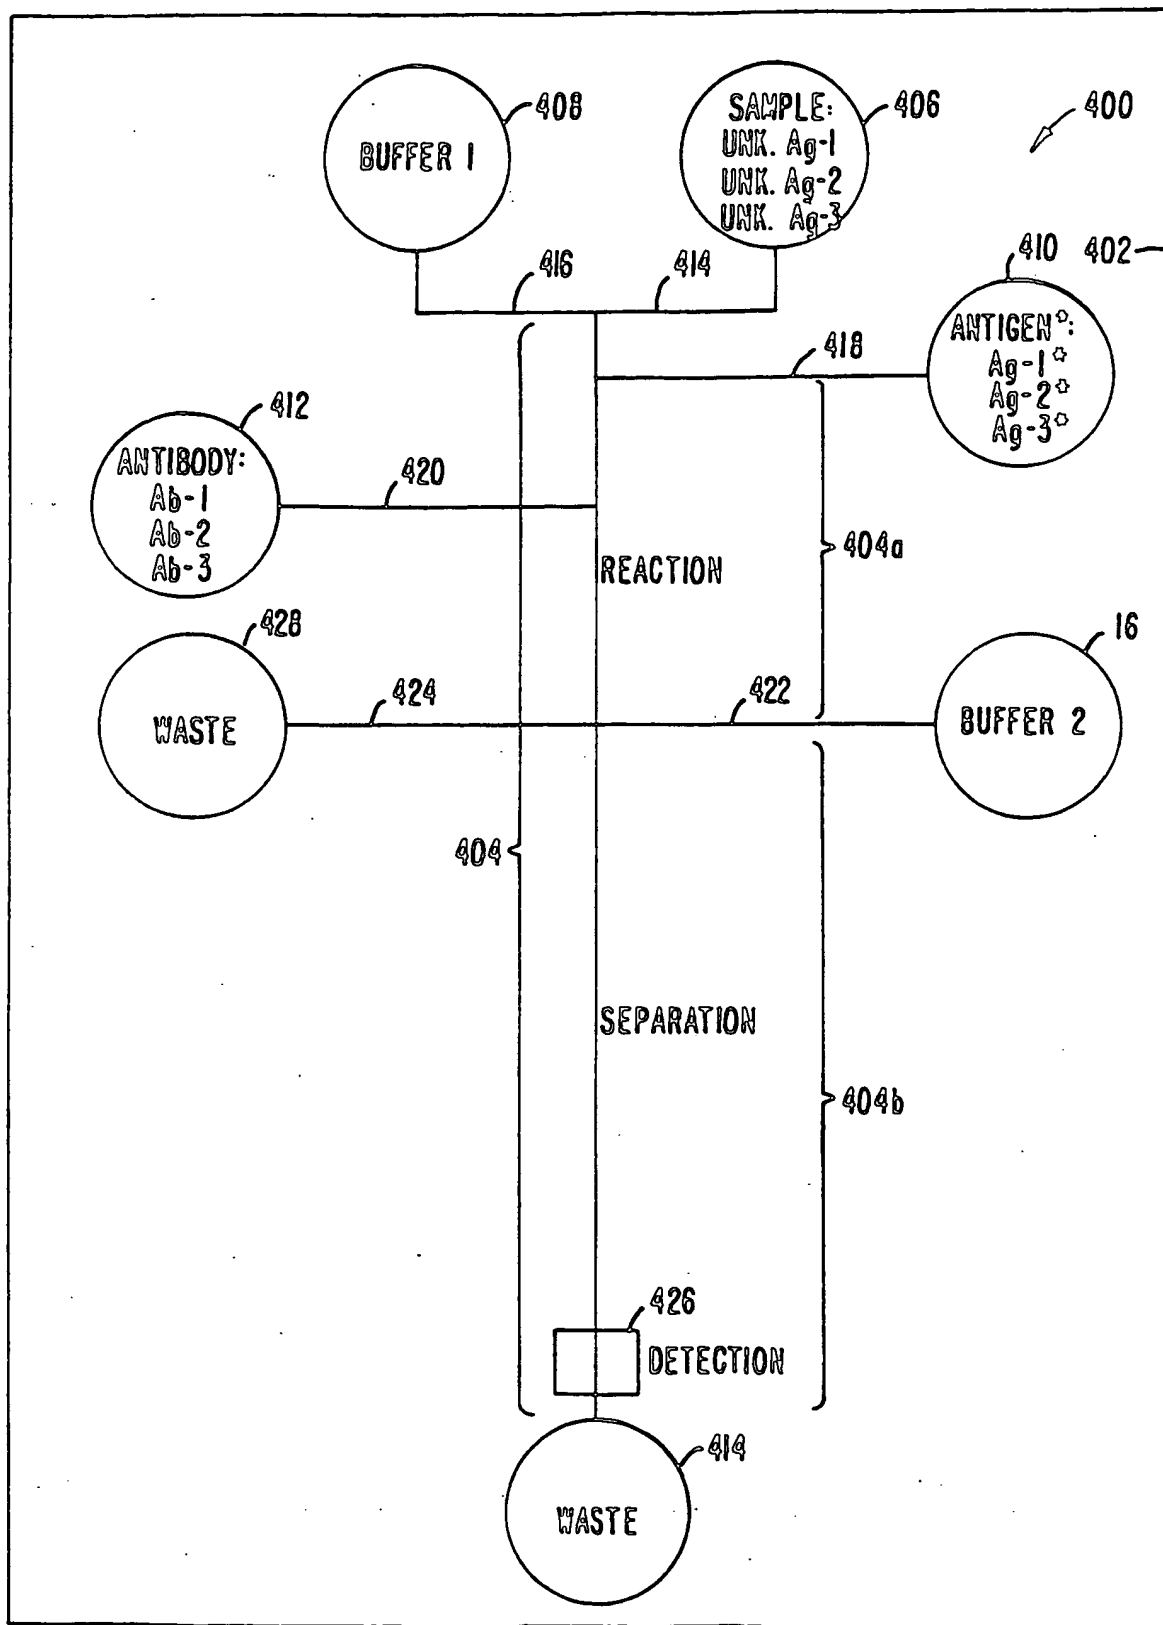 408
BUFFER 1
SAMPLE:
UNK. Ag-1
UNK. Ag-2
UNK. Ag-3
406
400
416
414
410
402
ANTIGEN☆:
Ag-1☆
Ag-2☆
Ag-3☆
418
412
ANTIBODY:
Ab-1
Ab-2
Ab-3
420
REACTION
404a
428
WASTE
424
422
16
BUFFER 2
404
SEPARATION
404b
426
DETECTION
414
WASTE